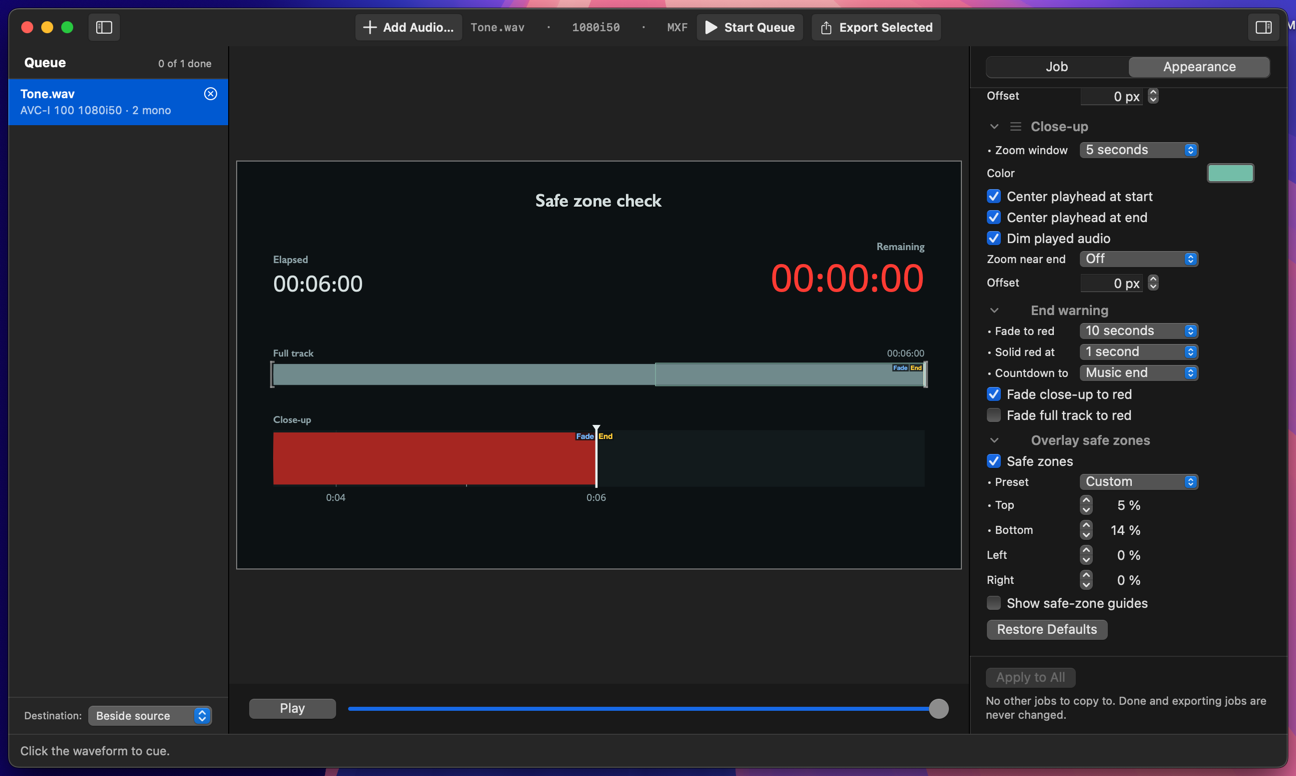 Add Audio...
Tone.wav · 1080i50 · MXF
Start Queue
Export Selected
Queue
0 of 1 done
Tone.wav
AVC-I 100 1080i50 · 2 mono
Destination:
Beside source
Click the waveform to cue.
Safe zone check
Elapsed
00:06:00
Remaining
00:00:00
Full track
00:06:00
Fade End
Close-up
Fade End
0:04
0:06
Play
Job
Appearance
Offset 0 px
Close-up
• Zoom window 5 seconds
Color
Center playhead at start
Center playhead at end
Dim played audio
Zoom near end Off
Offset 0 px
End warning
• Fade to red 10 seconds
• Solid red at 1 second
• Countdown to Music end
Fade close-up to red
Fade full track to red
Overlay safe zones
Safe zones
• Preset Custom
• Top 5 %
• Bottom 14 %
Left 0 %
Right 0 %
Show safe-zone guides
Restore Defaults
Apply to All
No other jobs to copy to. Done and exporting jobs are
never changed.